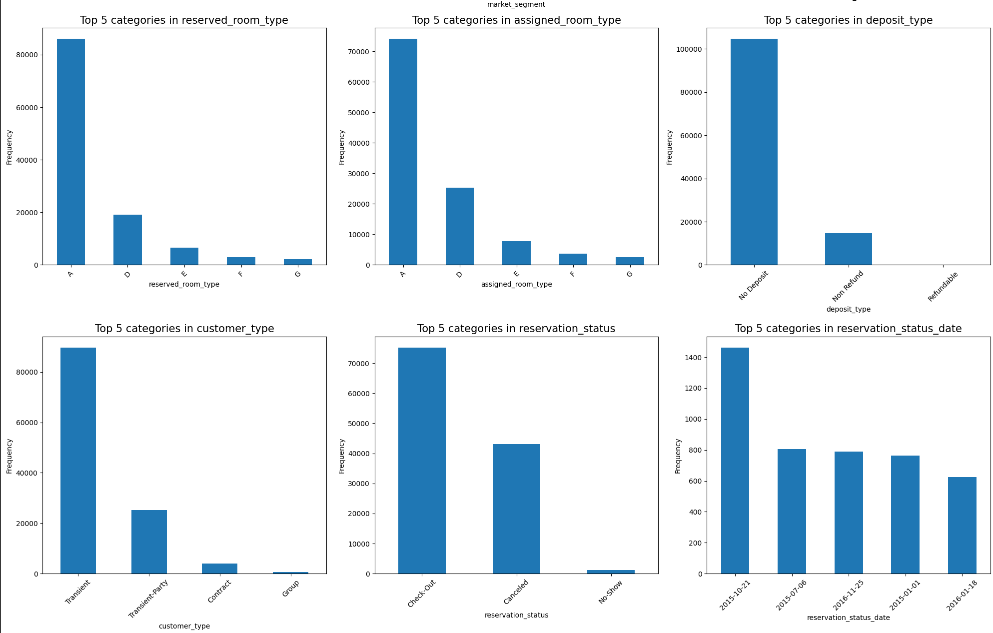 market_segment
Top 5 categories in reserved_room_type
80000
60000
40000
20000
0
Frequency
A D E F G
reserved_room_type
Top 5 categories in assigned_room_type
70000
60000
50000
40000
30000
20000
10000
0
Frequency
A D E F G
assigned_room_type
Top 5 categories in deposit_type
100000
80000
60000
40000
20000
0
Frequency
No Deposit Non Refund Refundable
deposit_type
Top 5 categories in customer_type
80000
60000
40000
20000
0
Frequency
Transient Transient-Party Contract Group
customer_type
Top 5 categories in reservation_status
70000
60000
50000
40000
30000
20000
10000
0
Frequency
Check-Out Canceled No-Show
reservation_status
Top 5 categories in reservation_status_date
1400
1200
1000
800
600
400
200
0
Frequency
2015-10-21 2015-07-06 2016-11-25 2015-01-01 2016-01-18
reservation_status_date